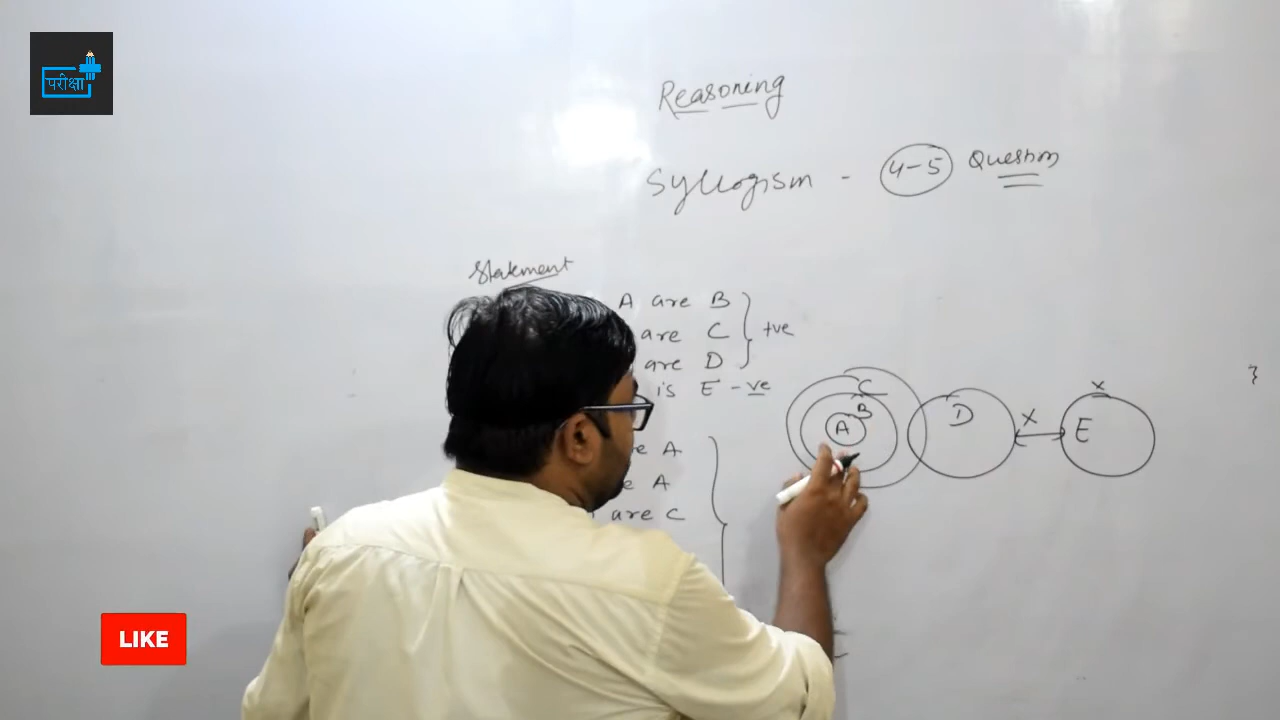 परीक्षा
Reasoning
Syllogism - 4-5 Question
Statement
A are B
are C
+ve
are D
is E -ve
A
A
are C
C
B
A
D
X
x
E
}
LIKE